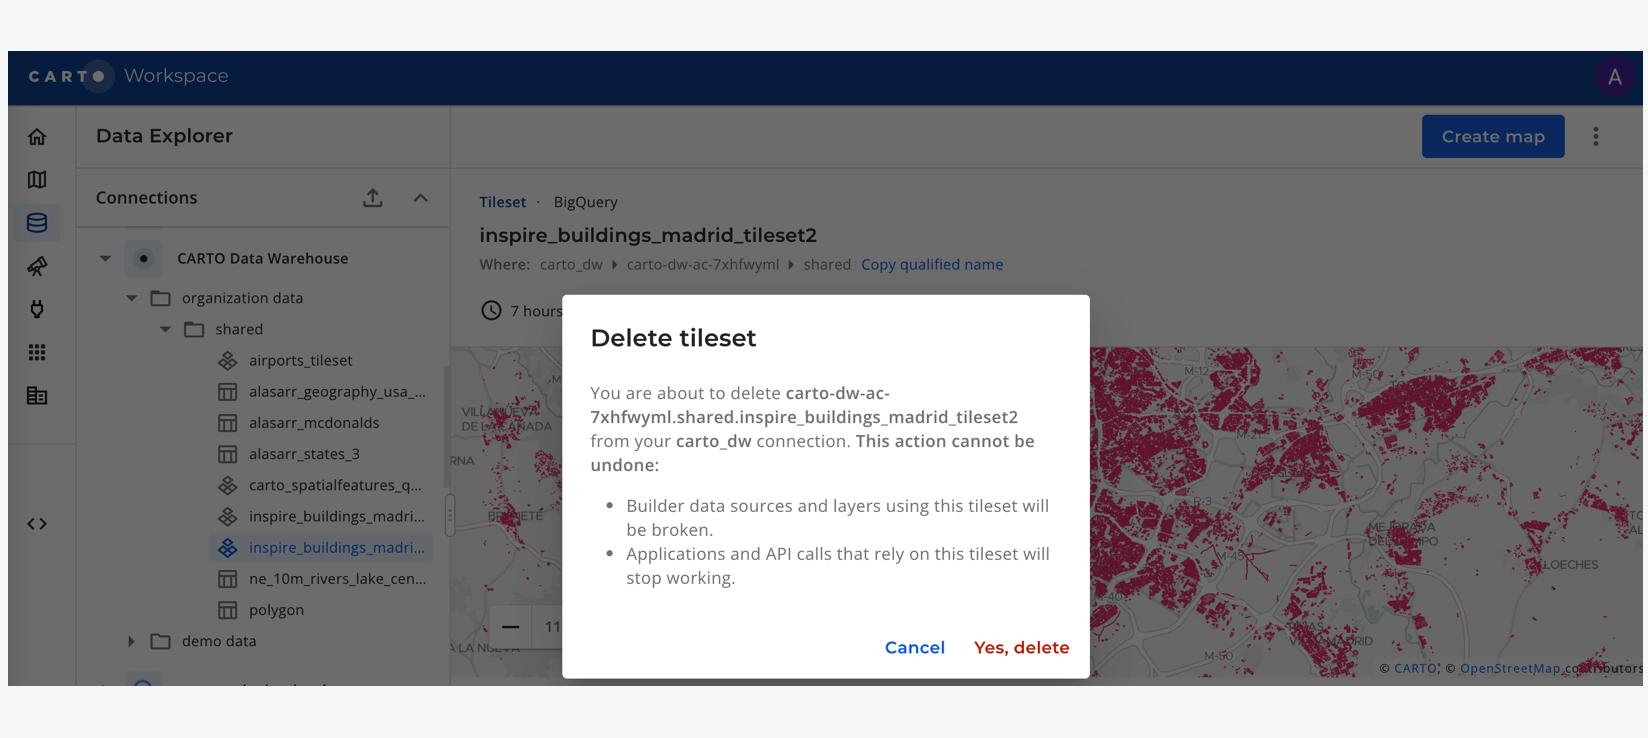 CARTO Workspace
A
Data Explorer
Create map
Connections
Tileset · BigQuery
inspire_buildings_madrid_tileset2
Where: carto_dw carto-dw-ac-7xhfwyml shared Copy qualified name
7 hours
CARTO Data Warehouse
organization data
shared
airports_tileset
alasarr_geography_usa_...
alasarr_mcdonalds
alasarr_states_3
carto_spatialfeatures_q...
inspire_buildings_madri...
inspire_buildings_madri...
ne_10m_rivers_lake_cen...
polygon
demo data
Delete tileset
You are about to delete carto-dw-ac-
7xhfwyml.shared.inspire_buildings_madrid_tileset2
from your carto_dw connection. This action cannot be
undone:
• Builder data sources and layers using this tileset will
be broken.
• Applications and API calls that rely on this tileset will
stop working.
Cancel Yes, delete
11
VILLANUEVA
DE LA CAÑADA
RNA
BRUNETE
A LA NUEVA
M-12
M-50
M-21
R-3
MEJORADA
DEL CAMPO
M-45
LOECHES
M-40
RIVAS
VACIAMADRID
M-50
© CARTO, © OpenStreetMap contributors